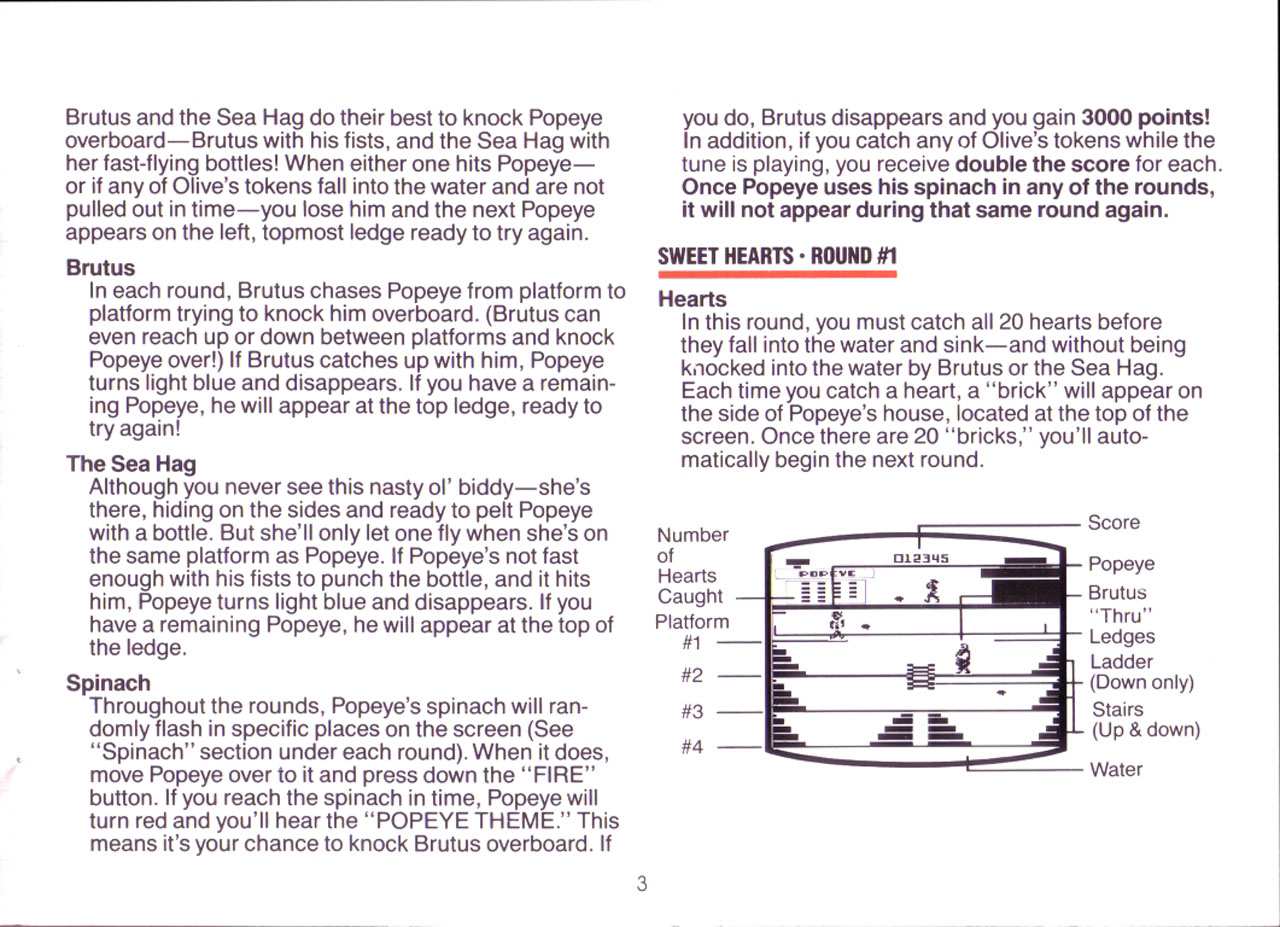 Brutus and the Sea Hag do their best to knock Popeye
overboard—Brutus with his fists, and the Sea Hag with
her fast-flying bottles! When either one hits Popeye—
or if any of Olive's tokens fall into the water and are not
pulled out in time—you lose him and the next Popeye
appears on the left, topmost ledge ready to try again.
Brutus
In each round, Brutus chases Popeye from platform to
platform trying to knock him overboard. (Brutus can
even reach up or down between platforms and knock
Popeye over!) If Brutus catches up with him, Popeye
turns light blue and disappears. If you have a remain-
ing Popeye, he will appear at the top ledge, ready to
try again!
The Sea Hag
Although you never see this nasty ol' biddy—she's
there, hiding on the sides and ready to pelt Popeye
with a bottle. But she'll only let one fly when she's on
the same platform as Popeye. If Popeye's not fast
enough with his fists to punch the bottle, and it hits
him, Popeye turns light blue and disappears. If you
have a remaining Popeye, he will appear at the top of
the ledge.
Spinach
Throughout the rounds, Popeye's spinach will ran-
domly flash in specific places on the screen (See
"Spinach" section under each round). When it does,
move Popeye over to it and press down the "FIRE"
button. If you reach the spinach in time, Popeye will
turn red and you'll hear the "POPEYE THEME." This
means it's your chance to knock Brutus overboard. If
you do, Brutus disappears and you gain 3000 points!
In addition, if you catch any of Olive's tokens while the
tune is playing, you receive double the score for each.
Once Popeye uses his spinach in any of the rounds,
it will not appear during that same round again.
SWEET HEARTS · ROUND #1
Hearts
In this round, you must catch all 20 hearts before
they fall into the water and sink—and without being
knocked into the water by Brutus or the Sea Hag.
Each time you catch a heart, a "brick" will appear on
the side of Popeye's house, located at the top of the
screen. Once there are 20 "bricks," you'll auto-
matically begin the next round.
Number
of
Hearts
Caught
Platform
#1
#2
#3
#4
012345
POPEYE
Score
Popeye
Brutus
"Thru"
Ledges
Ladder
(Down only)
Stairs
(Up & down)
Water
3